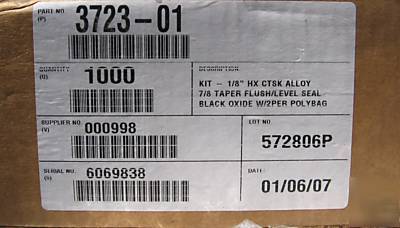 PART NO. 3723-01
(P)
QUANTITY 1000
(Q)
DESCRIPTION:
KIT - 1/8" HX CTSK ALLOY
7/8 TAPER FLUSH/LEVEL SEAL
BLACK OXIDE W/2PER POLYBAG
SUPPLIER NO. 000998
(V)
LOT NO
572806P
SERIAL NO. 6069838
(S)
DATE:
01/06/07